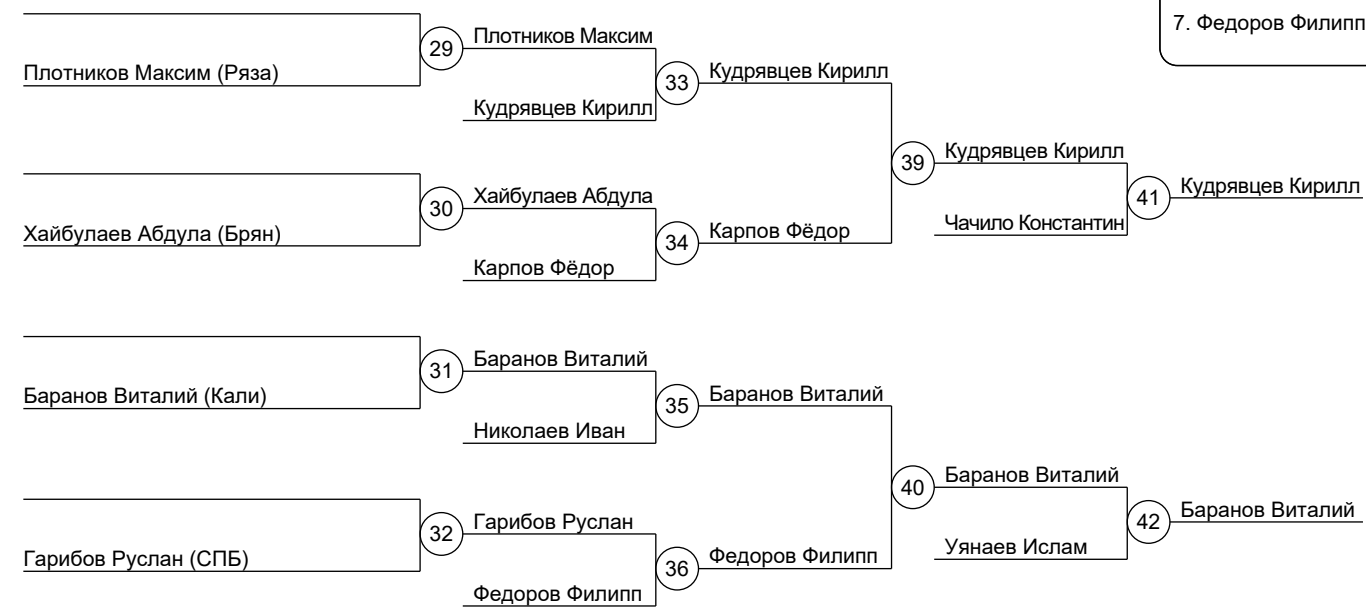 7. Федоров Филипп
Плотников Максим (Ряза)
29
Плотников Максим
Кудрявцев Кирилл
33
Кудрявцев Кирилл
Хайбулаев Абдула (Брян)
30
Хайбулаев Абдула
Карпов Фёдор
34
Карпов Фёдор
39
Кудрявцев Кирилл
Чачило Константин
41
Кудрявцев Кирилл
Баранов Виталий (Кали)
31
Баранов Виталий
Николаев Иван
35
Баранов Виталий
Гарибов Руслан (СПБ)
32
Гарибов Руслан
Федоров Филипп
36
Федоров Филипп
40
Баранов Виталий
Уянаев Ислам
42
Баранов Виталий